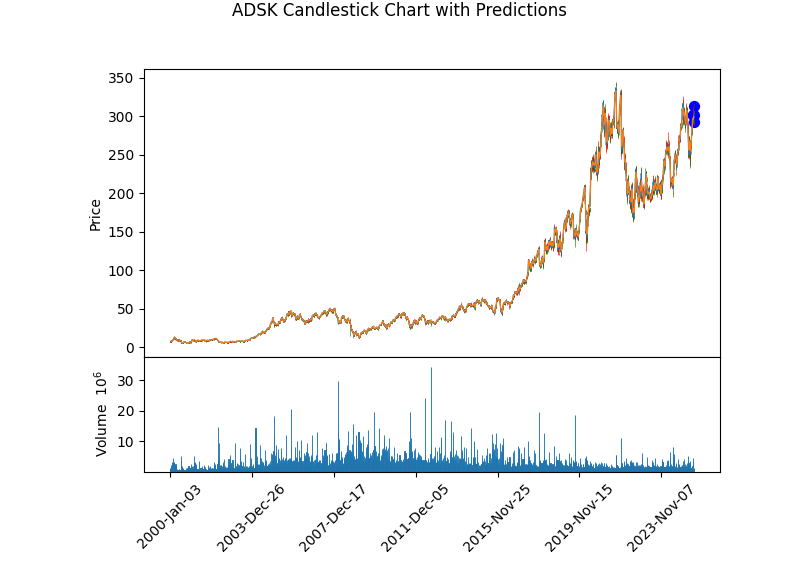 ADSK Candlestick Chart with Predictions
350
300
250
200
150
100
50
0
Price
30
20
10
Volume 10^6
2000-Jan-03
2003-Dec-26
2007-Dec-17
2011-Dec-05
2015-Nov-25
2019-Nov-15
2023-Nov-07